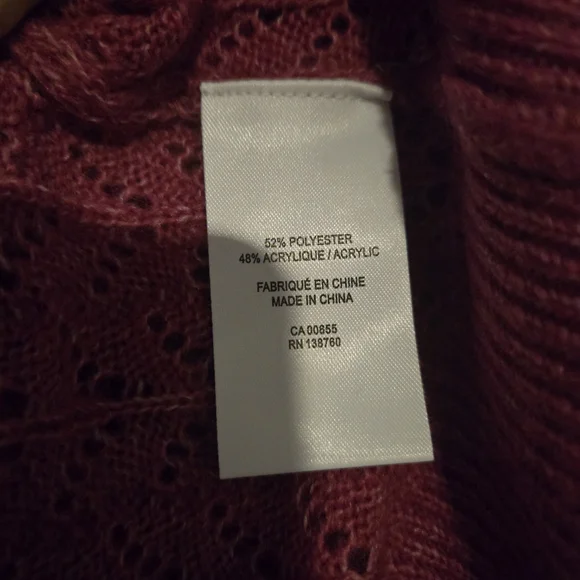 52% POLYESTER
48% ACRYLIQUE / ACRYLIC
FABRIQUÉ EN CHINE
MADE IN CHINA
CA 00855
RN 138760